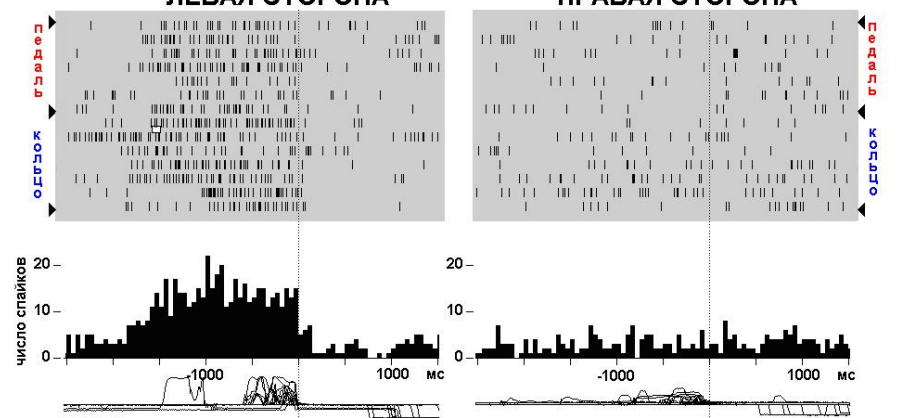 ЛЕВАЯ СТОРОНА
ПРАВАЯ СТОРОНА
педаль
кольцо
педаль
кольцо
число спайков
20
10
0
-1000
1000
мс
20
10
0
-1000
1000
мс